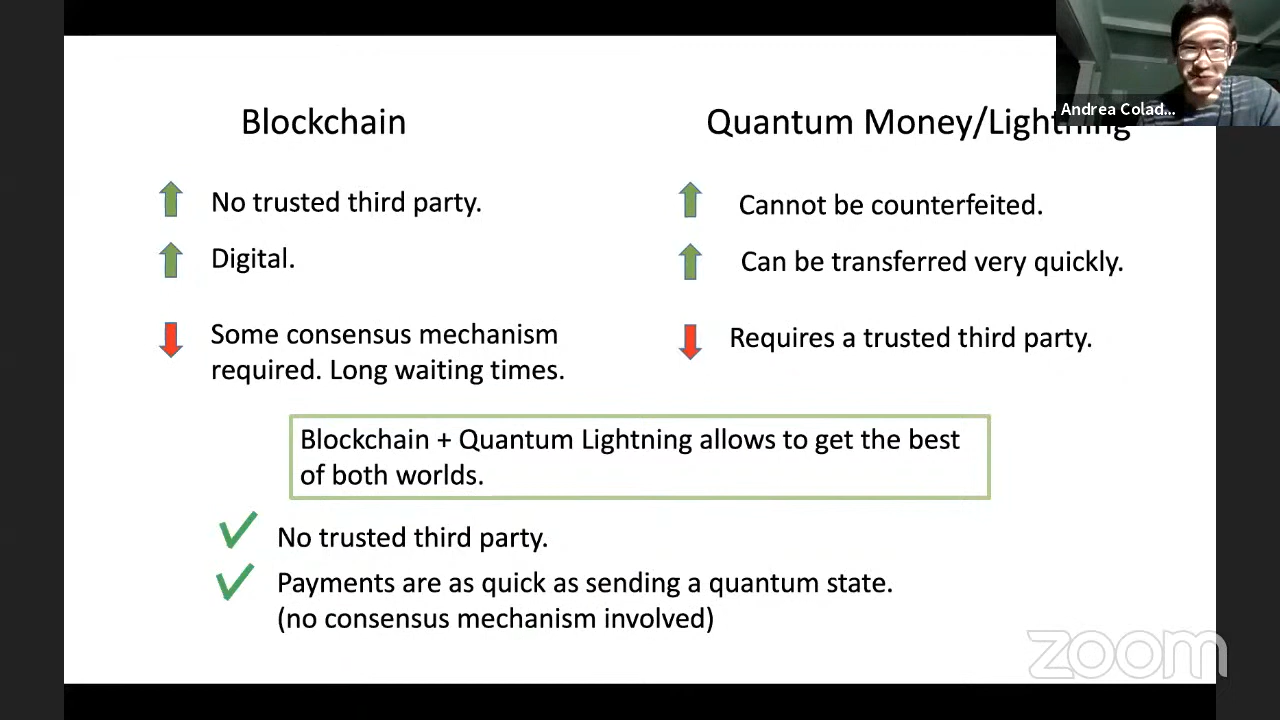 Andrea Colad...
Blockchain
Quantum Money/Lightning
No trusted third party.
Cannot be counterfeited.
Digital.
Can be transferred very quickly.
Some consensus mechanism
required. Long waiting times.
Requires a trusted third party.
Blockchain + Quantum Lightning allows to get the best
of both worlds.
No trusted third party.
Payments are as quick as sending a quantum state.
(no consensus mechanism involved)
zoom